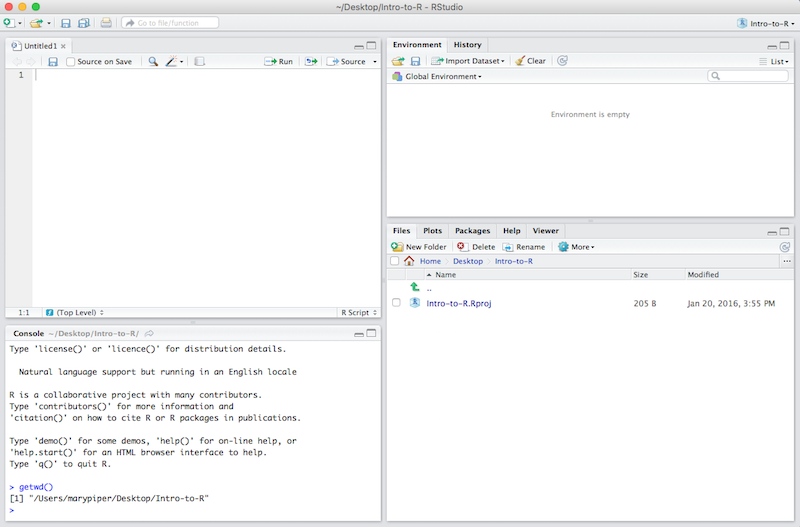 ~/Desktop/Intro-to-R - RStudio
Go to file/function
Intro-to-R
Untitled1
Source on Save
Run
Source
1
1:1
(Top Level)
R Script
Console ~/Desktop/Intro-to-R/
Type 'license()' or 'licence()' for distribution details.
Natural language support but running in an English locale
R is a collaborative project with many contributors.
Type 'contributors()' for more information and
'citation()' on how to cite R or R packages in publications.
Type 'demo()' for some demos, 'help()' for on-line help, or
'help.start()' for an HTML browser interface to help.
Type 'q()' to quit R.
> getwd()
[1] "/Users/marypiper/Desktop/Intro-to-R"
>
Environment History
Import Dataset Clear List
Global Environment
Environment is empty
Files Plots Packages Help Viewer
New Folder Delete Rename More
Home Desktop Intro-to-R ...
Name Size Modified
..
Intro-to-R.Rproj 205 B Jan 20, 2016, 3:55 PM